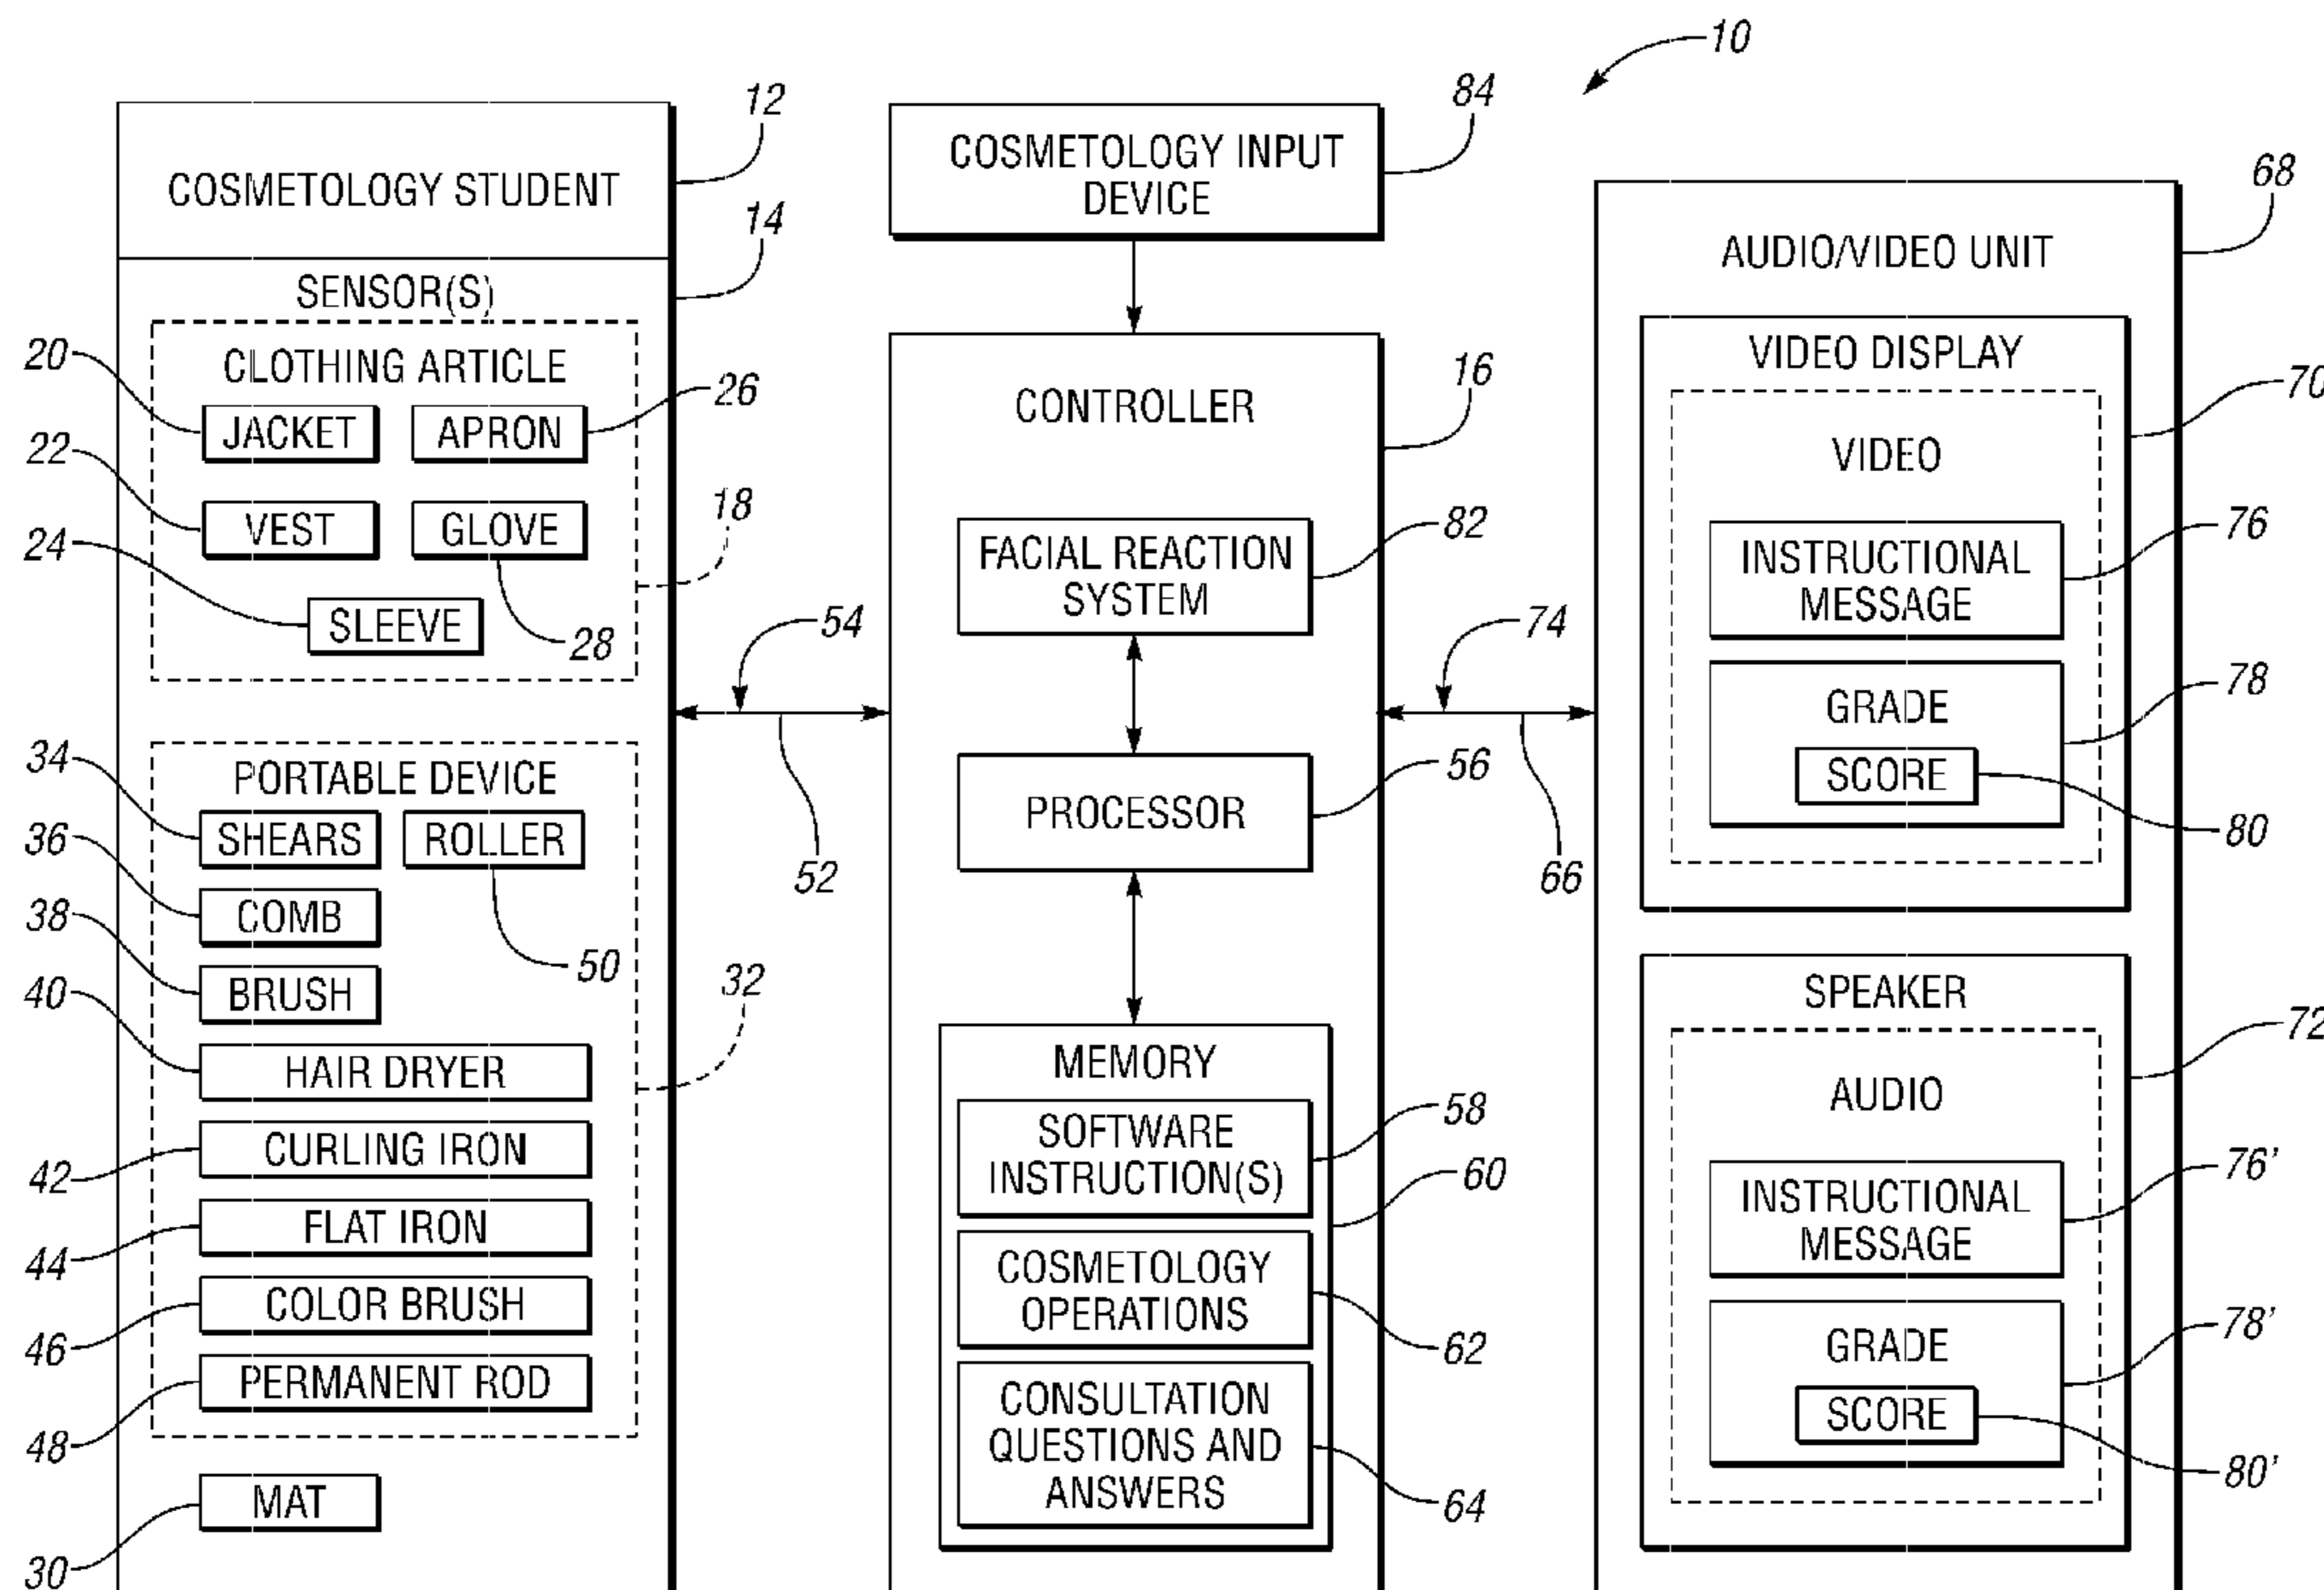 10
12
COSMETOLOGY STUDENT
14
SENSOR(S)
CLOTHING ARTICLE
20
JACKET
APRON
26
22
VEST
GLOVE
18
24
SLEEVE
28
54
52
34
PORTABLE DEVICE
SHEARS
ROLLER
36
COMB
38
BRUSH
50
32
40
HAIR DRYER
42
CURLING IRON
44
FLAT IRON
46
COLOR BRUSH
48
PERMANENT ROD
MAT
30
84
COSMETOLOGY INPUT
DEVICE
16
CONTROLLER
82
FACIAL REACTION
SYSTEM
74
66
56
PROCESSOR
MEMORY
58
SOFTWARE
INSTRUCTION(S)
60
COSMETOLOGY
OPERATIONS
62
CONSULTATION
QUESTIONS AND
ANSWERS
64
68
AUDIO/VIDEO UNIT
VIDEO DISPLAY
70
VIDEO
76
INSTRUCTIONAL
MESSAGE
78
GRADE
SCORE
80
SPEAKER
72
AUDIO
76’
INSTRUCTIONAL
MESSAGE
78’
GRADE
SCORE
80’